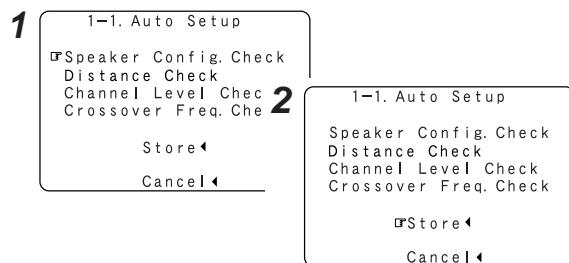 1
1-1. Auto Setup
☞Speaker Config. Check
Distance Check
Channel Level Chec
Crossover Freq. Che
Store◀
Cancel◀
2
1-1. Auto Setup
Speaker Config. Check
Distance Check
Channel Level Check
Crossover Freq. Check
☞Store◀
Cancel◀